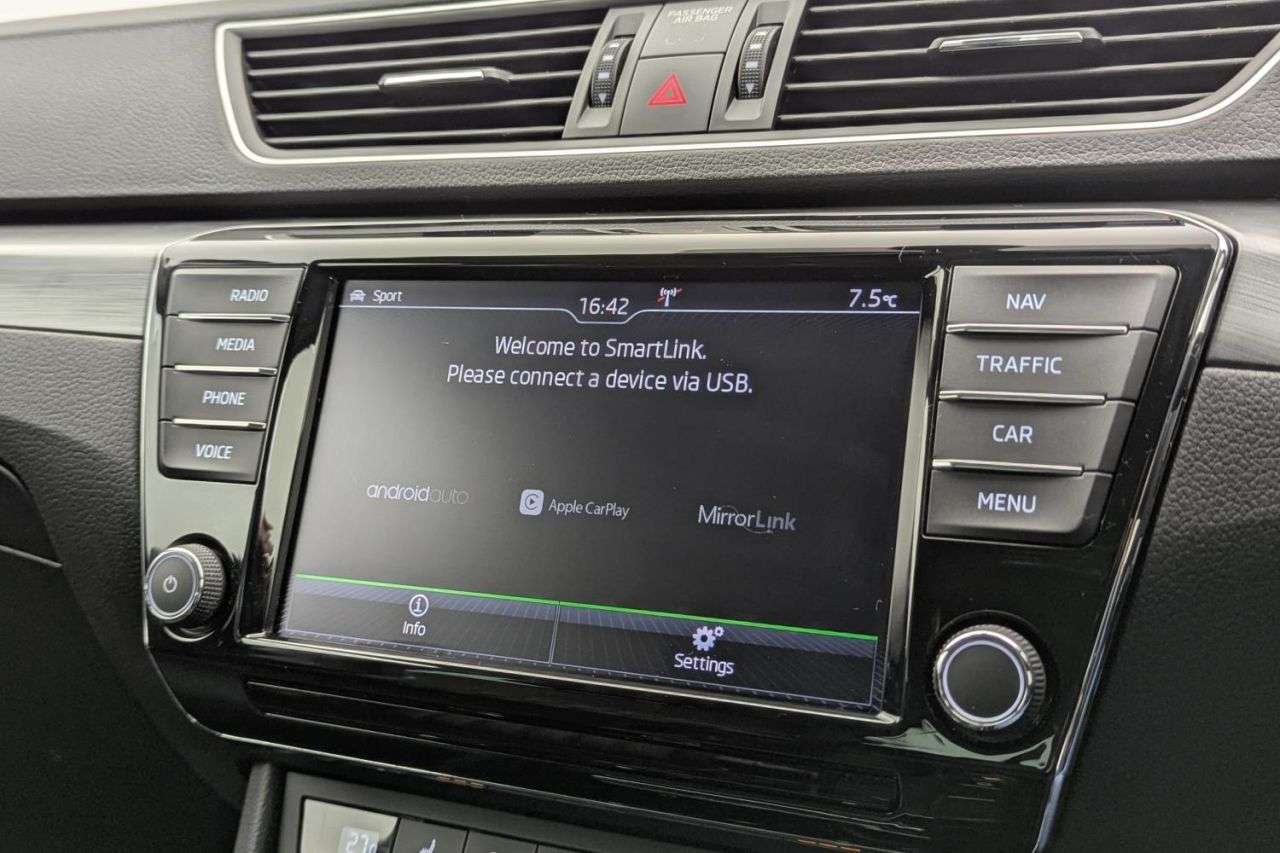 PASSENGER
AIR BAG
RADIO
MEDIA
PHONE
VOICE
Sport
16:42
7.5°C
Welcome to SmartLink.
Please connect a device via USB.
androidauto
Apple CarPlay
MirrorLink
Info
Settings
NAV
TRAFFIC
CAR
MENU